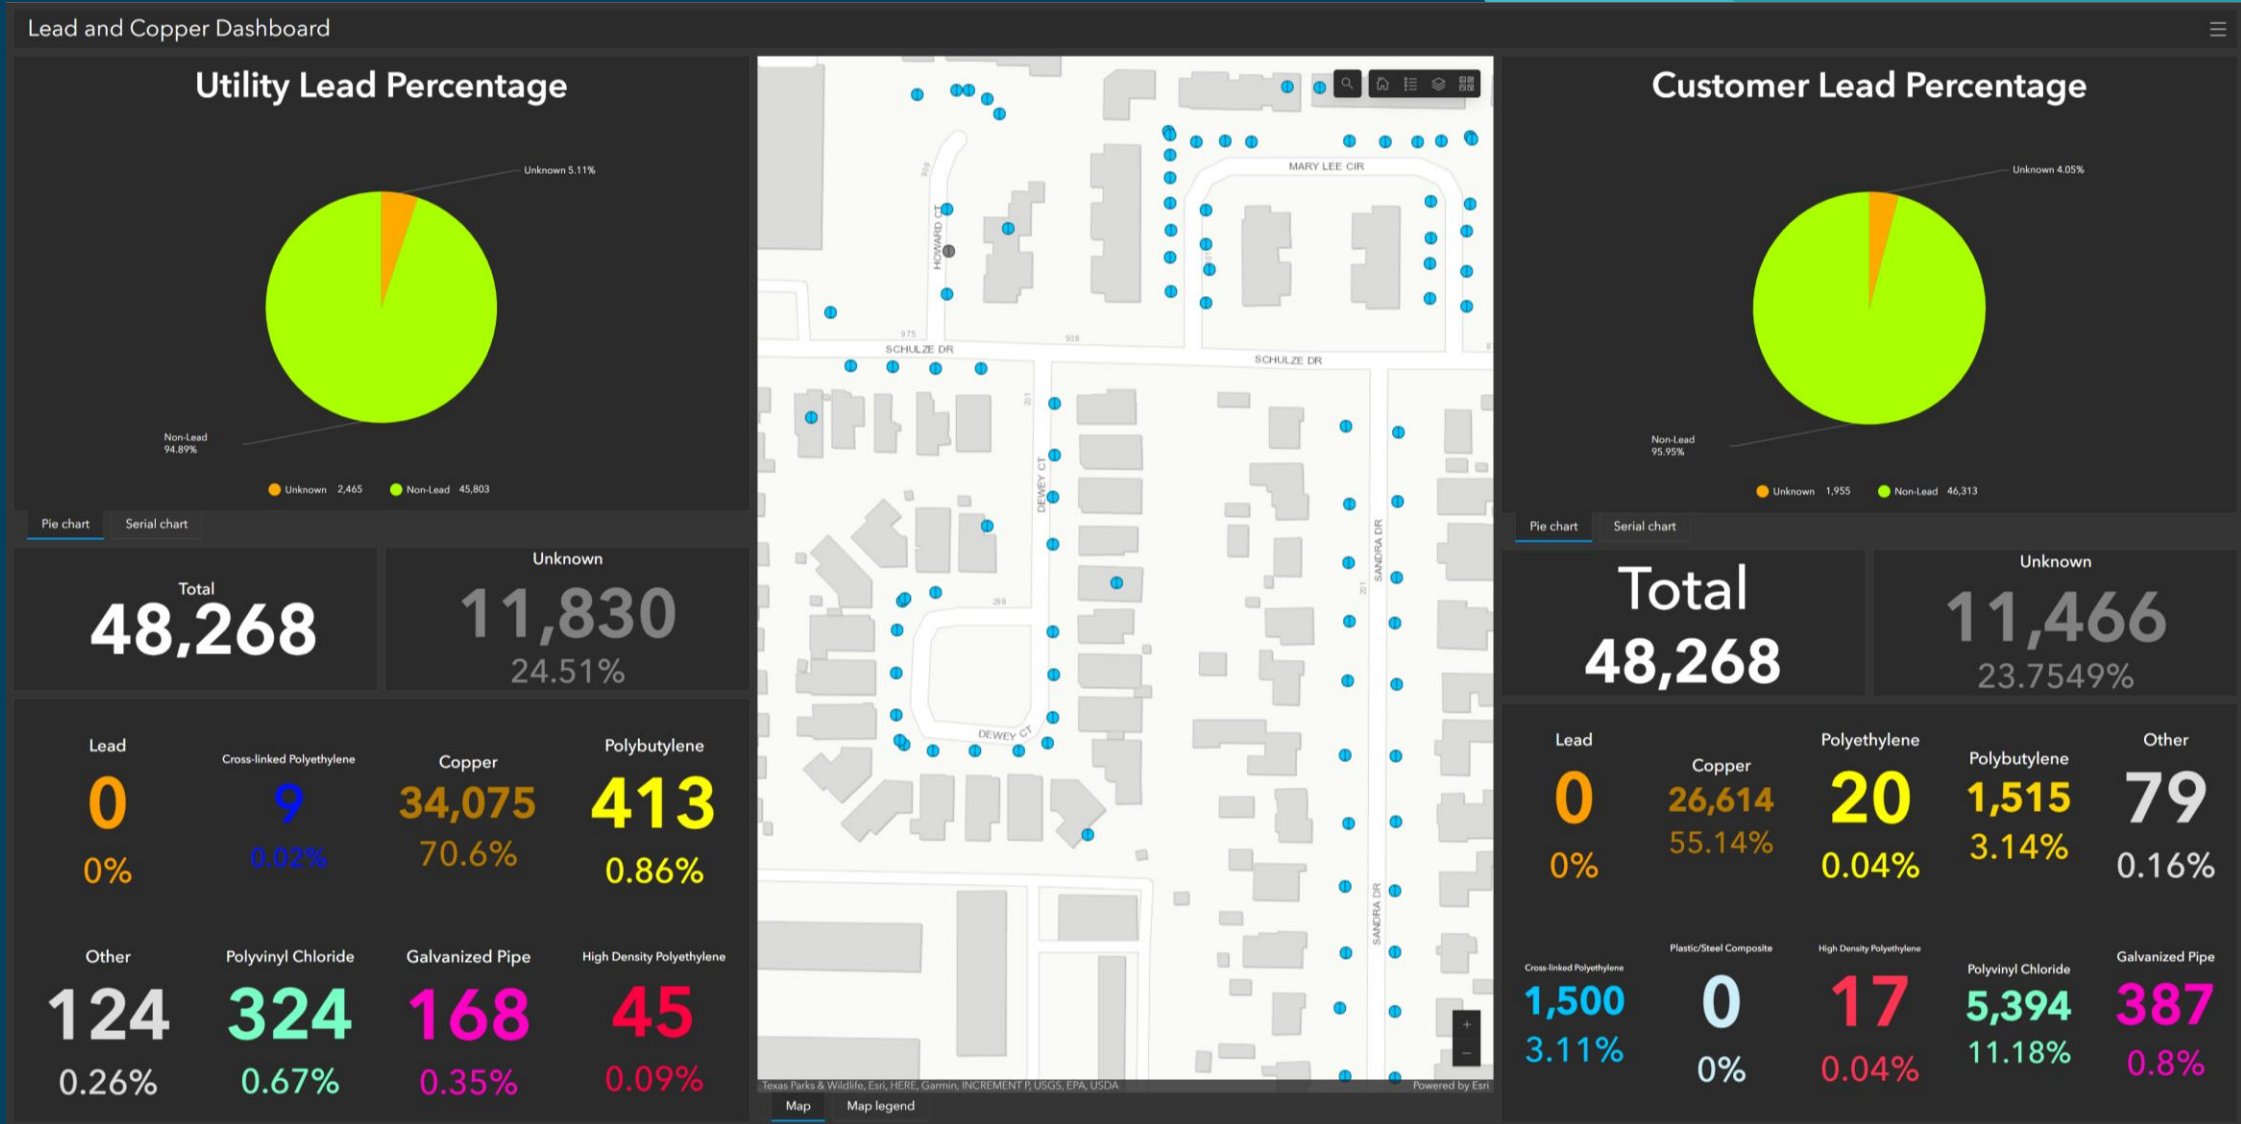 Lead and Copper Dashboard
Utility Lead Percentage
Unknown 5.11%
Non-Lead
94.89%
Unknown 2,465 Non-Lead 45,803
Pie chart Serial chart
Total
48,268
Unknown
11,830
24.51%
Lead
0
0%
Cross-linked Polyethylene
9
0.02%
Copper
34,075
70.6%
Polybutylene
413
0.86%
Other
124
0.26%
Polyvinyl Chloride
324
0.67%
Galvanized Pipe
168
0.35%
High Density Polyethylene
45
0.09%
MARY LEE CIR
909
HOWARD CT
975
SCHULZE DR
908
SCHULZE DR
201
DEWEY CT
SANDRA DR
201
298
DEWEY CT
SANDRA DR
+
−
Texas Parks & Wildlife, Esri, HERE, Garmin, INCREMENT P, USGS, EPA, USDA
Powered by Esri
Map Map legend
Customer Lead Percentage
Unknown 4.05%
Non-Lead
95.95%
Unknown 1,955 Non-Lead 46,313
Pie chart Serial chart
Total
48,268
Unknown
11,466
23.7549%
Lead
0
0%
Copper
26,614
55.14%
Polyethylene
20
0.04%
Polybutylene
1,515
3.14%
Other
79
0.16%
Cross-linked Polyethylene
1,500
3.11%
Plastic/Steel Composite
0
0%
High Density Polyethylene
17
0.04%
Polyvinyl Chloride
5,394
11.18%
Galvanized Pipe
387
0.8%